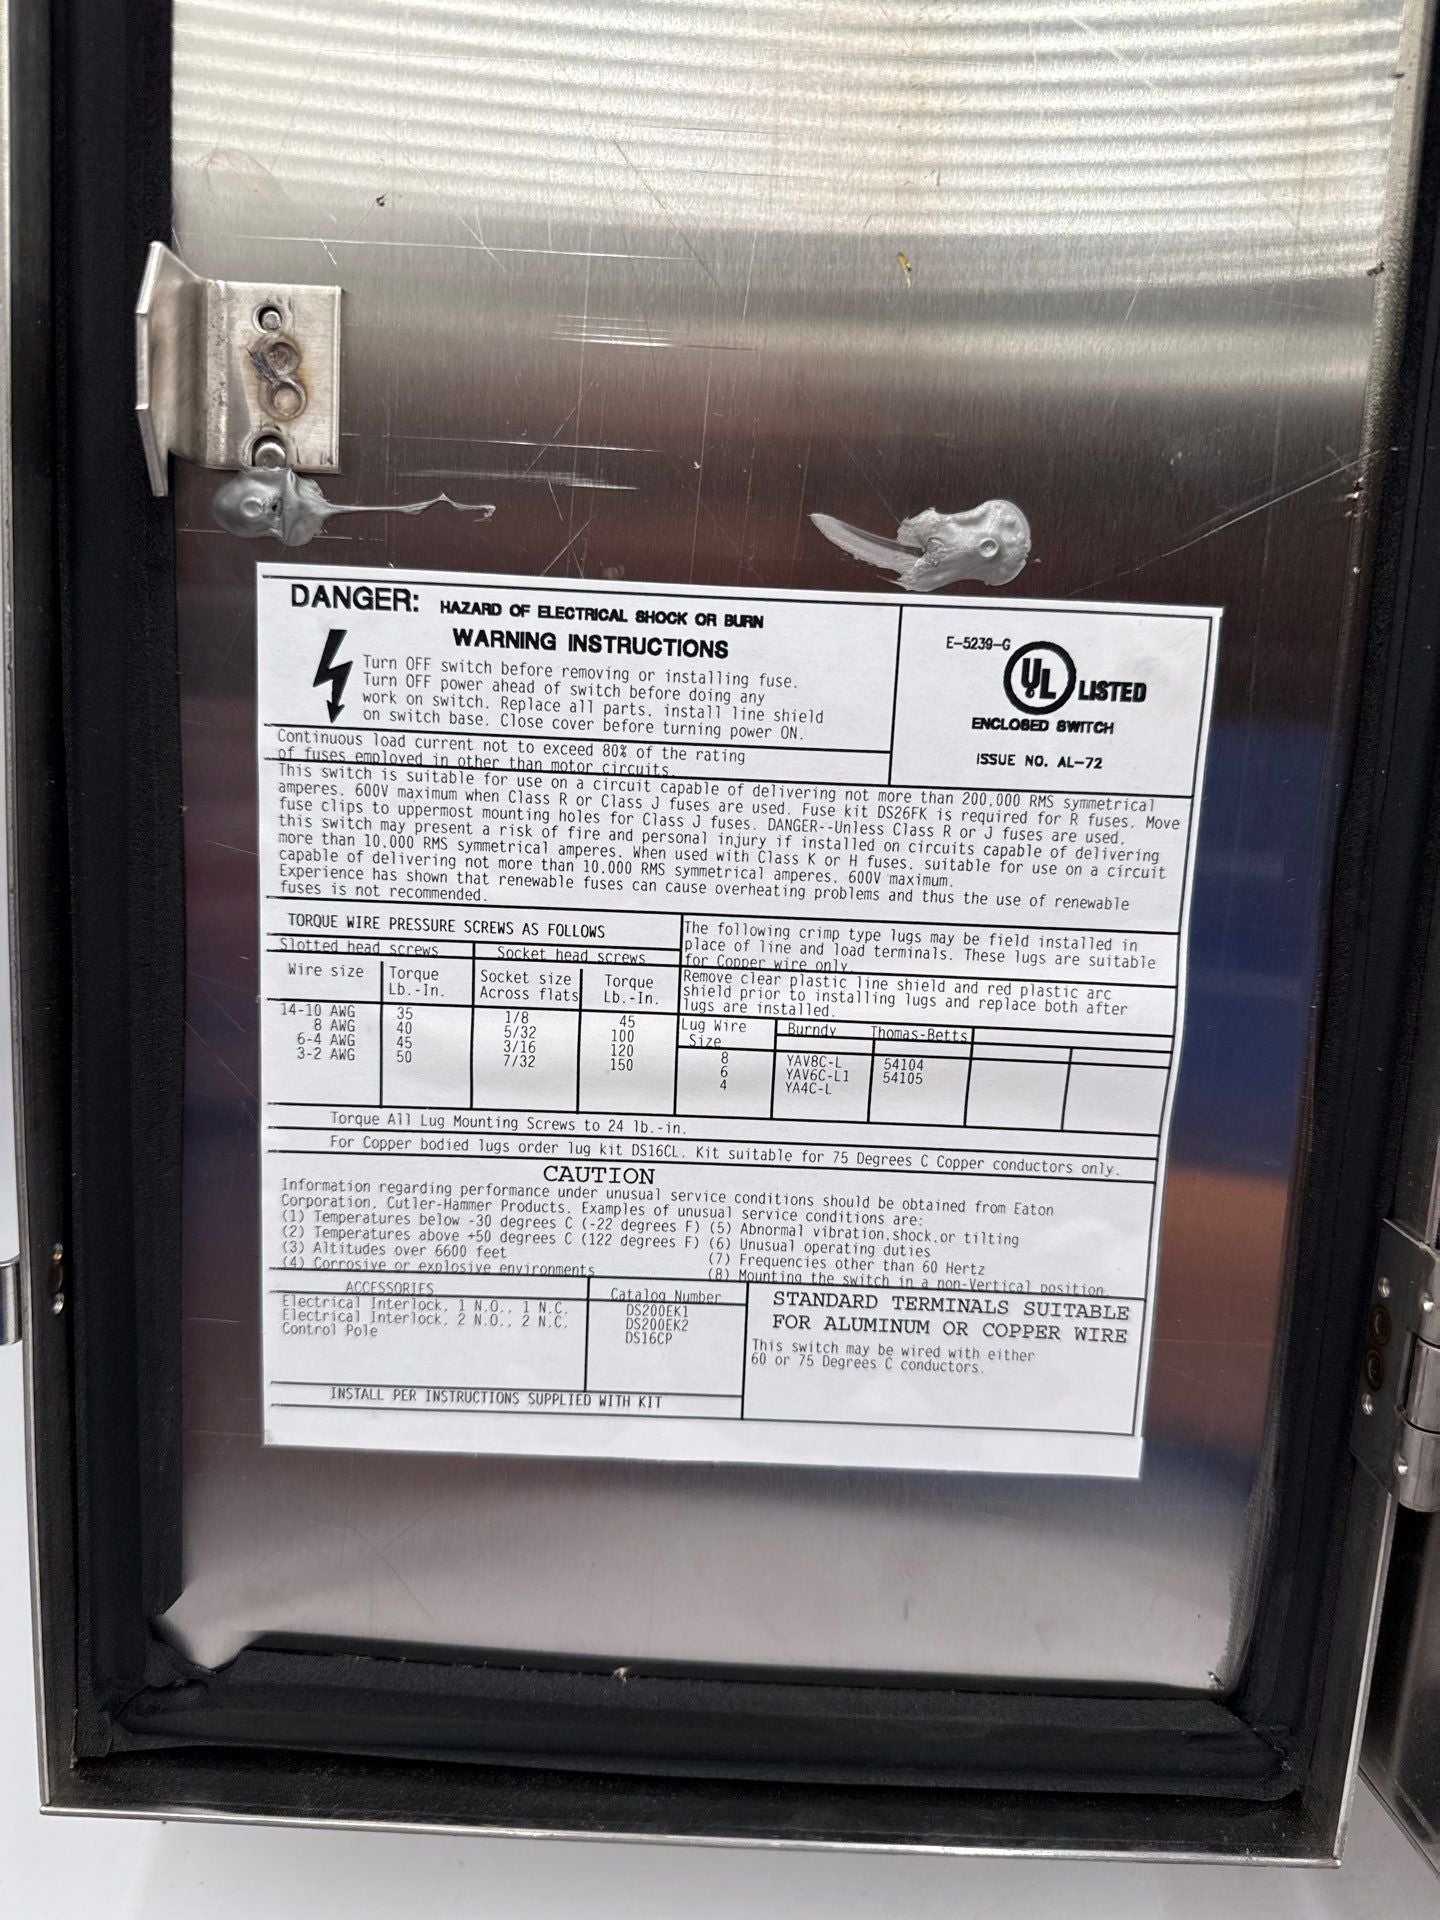 DANGER: HAZARD OF ELECTRICAL SHOCK OR BURN
WARNING INSTRUCTIONS
Turn OFF switch before removing or installing fuse.
Turn OFF power ahead of switch before doing any
work on switch. Replace all parts. install line shield
on switch base. Close cover before turning power ON.
E-5239-G
UL LISTED
ENCLOSED SWITCH
ISSUE NO. AL-72
Continuous load current not to exceed 80% of the rating
of fuses employed in other than motor circuits.
This switch is suitable for use on a circuit capable of delivering not more than 200.000 RMS symmetrical
amperes. 600V maximum when Class R or Class J fuses are used. Fuse kit DS26FK is required for R fuses. Move
fuse clips to uppermost mounting holes for Class J fuses. DANGER--Unless Class R or J fuses are used.
this switch may present a risk of fire and personal injury if installed on circuits capable of delivering
more than 10.000 RMS symmetrical amperes. When used with Class K or H fuses. suitable for use on a circuit
capable of delivering not more than 10.000 RMS symmetrical amperes. 600V maximum.
Experience has shown that renewable fuses can cause overheating problems and thus the use of renewable
fuses is not recommended.
TORQUE WIRE PRESSURE SCREWS AS FOLLOWS
Slotted head screws Socket head screws
Wire size Torque Lb.-In. Socket size Across flats Torque Lb.-In.
14-10 AWG 35 1/8 45
8 AWG 40 5/32 100
6-4 AWG 45 3/16 120
3-2 AWG 50 7/32 150
The following crimp type lugs may be field installed in
place of line and load terminals. These lugs are suitable
for Copper wire only.
Remove clear plastic line shield and red plastic arc
shield prior to installing lugs and replace both after
lugs are installed.
Lug Wire Size Burndy Thomas-Betts
8 YAV8C-L 54104
6 YAV6C-L1 54105
4 YA4C-L
Torque All Lug Mounting Screws to 24 lb.-in.
For Copper bodied lugs order lug kit DS16CL. Kit suitable for 75 Degrees C Copper conductors only.
CAUTION
Information regarding performance under unusual service conditions should be obtained from Eaton
Corporation. Cutler-Hammer Products. Examples of unusual service conditions are:
(1) Temperatures below -30 degrees C (-22 degrees F) (5) Abnormal vibration.shock.or tilting
(2) Temperatures above +50 degrees C (122 degrees F) (6) Unusual operating duties
(3) Altitudes over 6600 feet (7) Frequencies other than 60 Hertz
(4) Corrosive or explosive environments (8) Mounting the switch in a non-Vertical position.
ACCESSORIES Catalog Number
Electrical Interlock. 1 N.O.. 1 N.C. DS200EK1
Electrical Interlock. 2 N.O.. 2 N.C. DS200EK2
Control Pole DS16CP
INSTALL PER INSTRUCTIONS SUPPLIED WITH KIT
STANDARD TERMINALS SUITABLE
FOR ALUMINUM OR COPPER WIRE
This switch may be wired with either
60 or 75 Degrees C conductors.